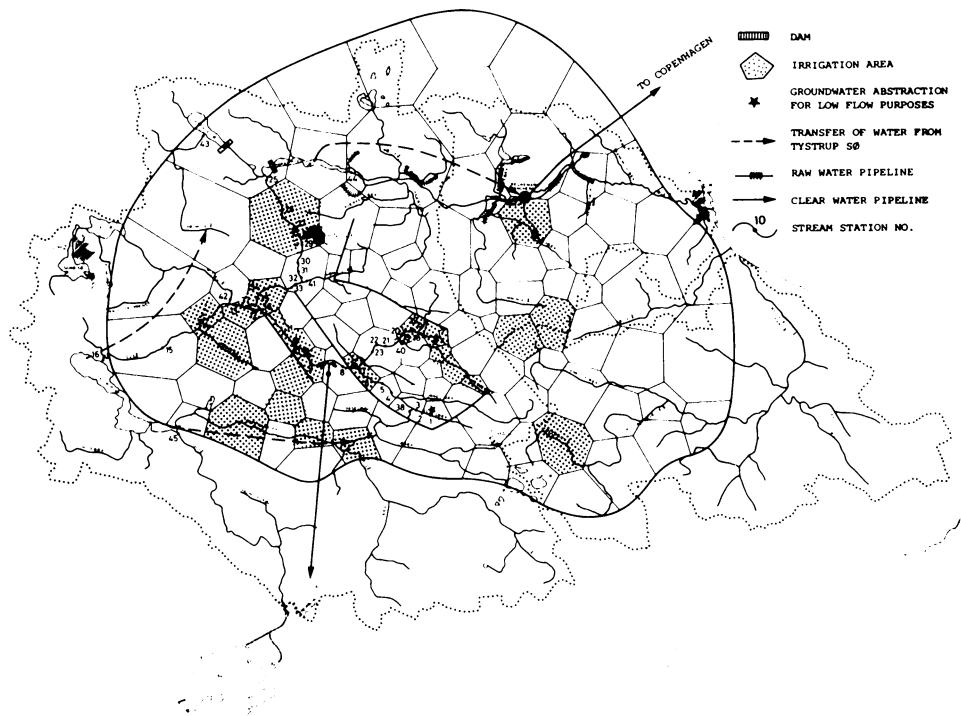 DAM
IRRIGATION AREA
GROUNDWATER ABSTRACTION
FOR LOW FLOW PURPOSES
TRANSFER OF WATER FROM
TYSTRUP SØ
RAW WATER PIPELINE
CLEAR WATER PIPELINE
10
STREAM STATION NO.
TO COPENHAGEN
43
44
30
31
32
33
41
42
16
15
22 21
23
40
8
5
4
38
3
1
45